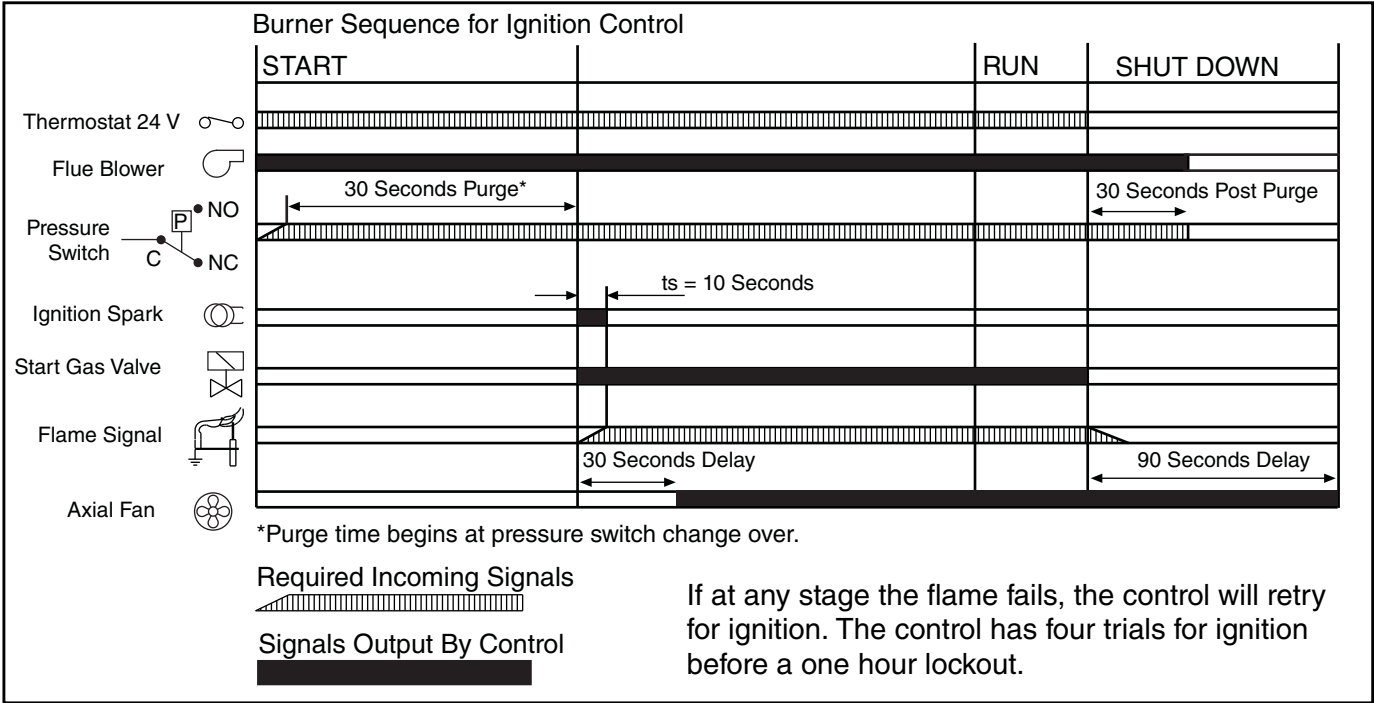 Burner Sequence for Ignition Control
START
RUN
SHUT DOWN
Thermostat 24 V
Flue Blower
30 Seconds Purge*
30 Seconds Post Purge
Pressure
Switch
P
NO
C
NC
ts = 10 Seconds
Ignition Spark
Start Gas Valve
Flame Signal
30 Seconds Delay
90 Seconds Delay
Axial Fan
*Purge time begins at pressure switch change over.
Required Incoming Signals
Signals Output By Control
If at any stage the flame fails, the control will retry
for ignition. The control has four trials for ignition
before a one hour lockout.